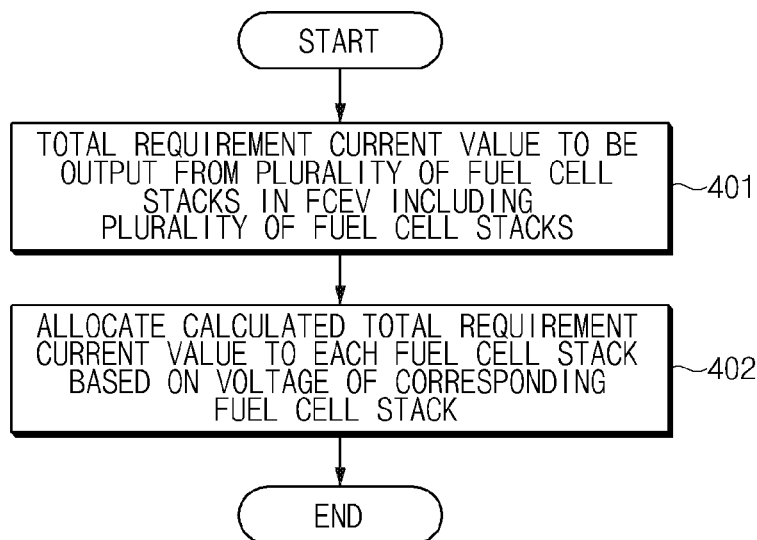 START
TOTAL REQUIREMENT CURRENT VALUE TO BE
OUTPUT FROM PLURALITY OF FUEL CELL
STACKS IN FCEV INCLUDING
PLURALITY OF FUEL CELL STACKS
401
ALLOCATE CALCULATED TOTAL REQUIREMENT
CURRENT VALUE TO EACH FUEL CELL STACK
BASED ON VOLTAGE OF CORRESPONDING
FUEL CELL STACK
402
END